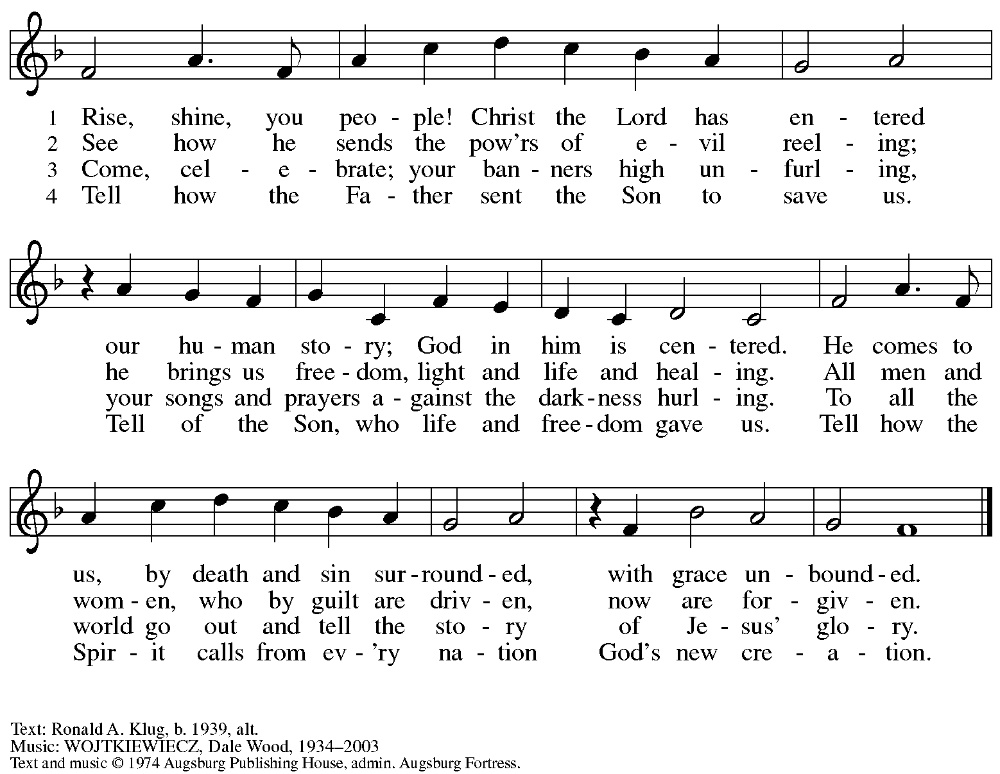 1 Rise, shine, you peo - ple! Christ the Lord has en - tered
2 See how he sends the pow'rs of e - vil reel - ing;
3 Come, cel - e - brate; your ban - ners high un - furl - ing,
4 Tell how the Fa - ther sent the Son to save us.
our hu - man sto - ry; God in him is cen - tered. He comes to
he brings us free - dom, light and life and heal - ing. All men and
your songs and prayers a - gainst the dark - ness hurl - ing. To all the
Tell of the Son, who life and free - dom gave us. Tell how the
us, by death and sin sur - round - ed, with grace un - bound - ed.
wom - en, who by guilt are driv - en, now are for - giv - en.
world go out and tell the sto - ry of Je - sus' glo - ry.
Spir - it calls from ev - 'ry na - tion God's new cre - a - tion.
Text: Ronald A. Klug, b. 1939, alt.
Music: WOJTKIEWIECZ, Dale Wood, 1934–2003
Text and music © 1974 Augsburg Publishing House, admin. Augsburg Fortress.